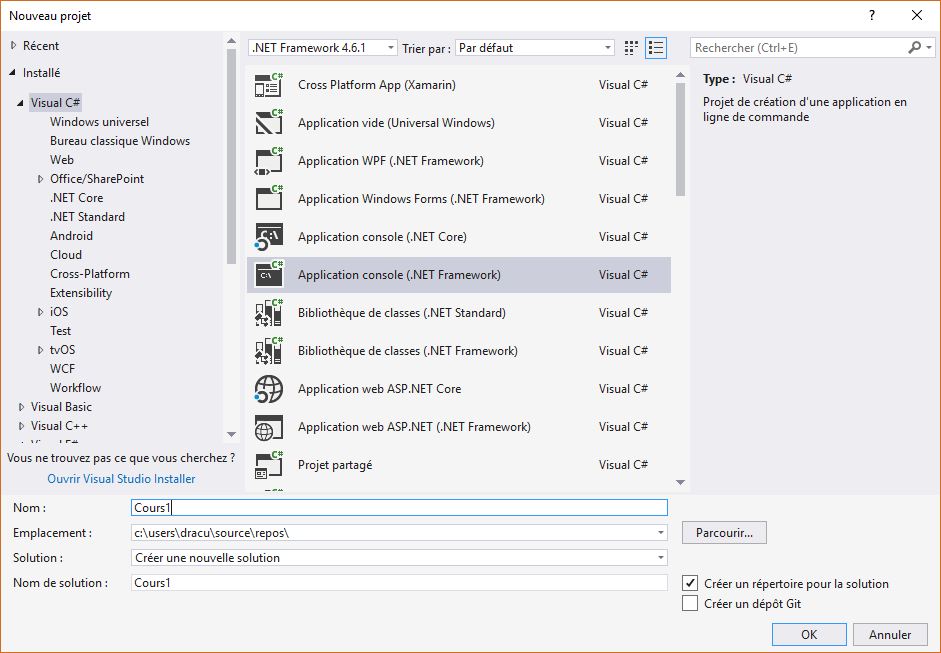 Nouveau projet
?
Récent
Installé
Visual C#
Windows universel
Bureau classique Windows
Web
Office/SharePoint
.NET Core
.NET Standard
Android
Cloud
Cross-Platform
Extensibility
iOS
Test
tvOS
WCF
Workflow
Visual Basic
Visual C++
Vous ne trouvez pas ce que vous cherchez ?
Ouvrir Visual Studio Installer
.NET Framework 4.6.1 Trier par : Par défaut
C# Cross Platform App (Xamarin) Visual C#
C# Application vide (Universal Windows) Visual C#
C# Application WPF (.NET Framework) Visual C#
C# Application Windows Forms (.NET Framework) Visual C#
C# C:\ Application console (.NET Core) Visual C#
C# C:\ Application console (.NET Framework) Visual C#
C# Bibliothèque de classes (.NET Standard) Visual C#
C# Bibliothèque de classes (.NET Framework) Visual C#
C# Application web ASP.NET Core Visual C#
C# Application web ASP.NET (.NET Framework) Visual C#
C# Projet partagé Visual C#
Rechercher (Ctrl+E)
Type : Visual C#
Projet de création d'une application en
ligne de commande
Nom : Cours1
Emplacement : c:\users\dracu\source\repos\ Parcourir...
Solution : Créer une nouvelle solution
Nom de solution : Cours1
Créer un répertoire pour la solution
Créer un dépôt Git
OK Annuler